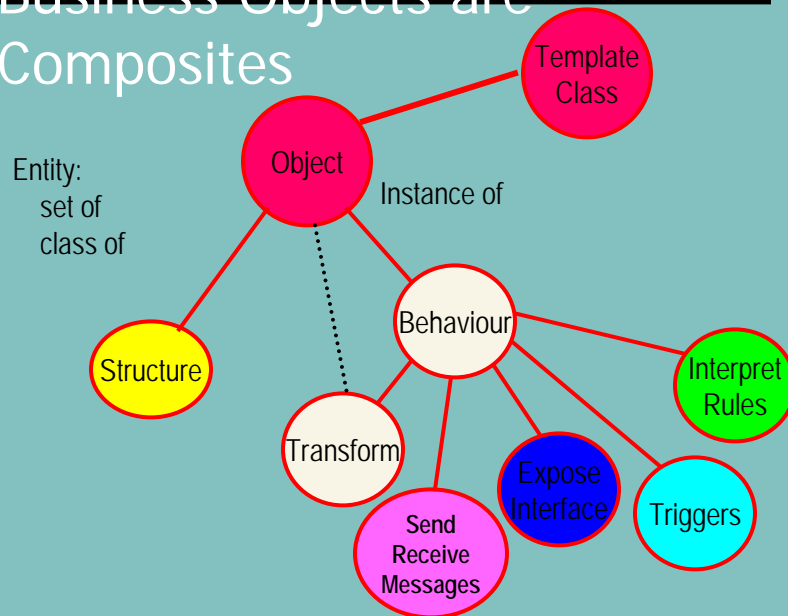 Business Objects are
Composites
Template
Class
Object
Entity:
set of
class of
Instance of
Behaviour
Structure
Interpret
Rules
Transform
Expose
Interface
Triggers
Send
Receive
Messages